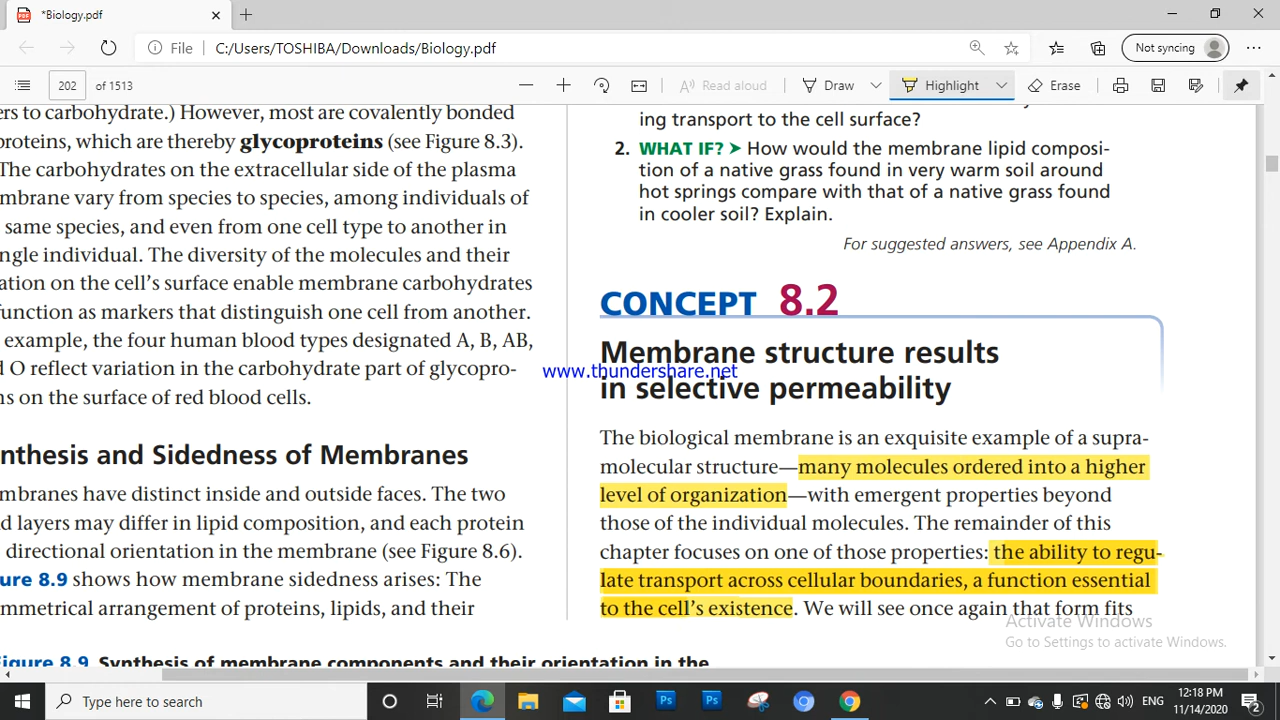 *Biology.pdf
File
C:/Users/TOSHIBA/Downloads/Biology.pdf
Not syncing
202 of 1513
Read aloud
Draw
Highlight
Erase
ers to carbohydrate.) However, most are covalently bonded
proteins, which are thereby glycoproteins (see Figure 8.3).
The carbohydrates on the extracellular side of the plasma
mbrane vary from species to species, among individuals of
same species, and even from one cell type to another in
ngle individual. The diversity of the molecules and their
ation on the cell's surface enable membrane carbohydrates
function as markers that distinguish one cell from another.
example, the four human blood types designated A, B, AB,
d O reflect variation in the carbohydrate part of glycopro-
ns on the surface of red blood cells.
nthesis and Sidedness of Membranes
mbranes have distinct inside and outside faces. The two
d layers may differ in lipid composition, and each protein
directional orientation in the membrane (see Figure 8.6).
ure 8.9 shows how membrane sidedness arises: The
mmetrical arrangement of proteins, lipids, and their
Figure 8.9 Synthesis of membrane components and their orientation in the
ing transport to the cell surface?
2. WHAT IF? ➤ How would the membrane lipid composi-
tion of a native grass found in very warm soil around
hot springs compare with that of a native grass found
in cooler soil? Explain.
For suggested answers, see Appendix A.
CONCEPT 8.2
Membrane structure results
www.thundershare.net
in selective permeability
The biological membrane is an exquisite example of a supra-
molecular structure—many molecules ordered into a higher
level of organization—with emergent properties beyond
those of the individual molecules. The remainder of this
chapter focuses on one of those properties: the ability to regu-
late transport across cellular boundaries, a function essential
to the cell's existence. We will see once again that form fits
Activate Windows
Go to Settings to activate Windows.
Type here to search
Ps
Ps
ENG
12:18 PM
11/14/2020
2